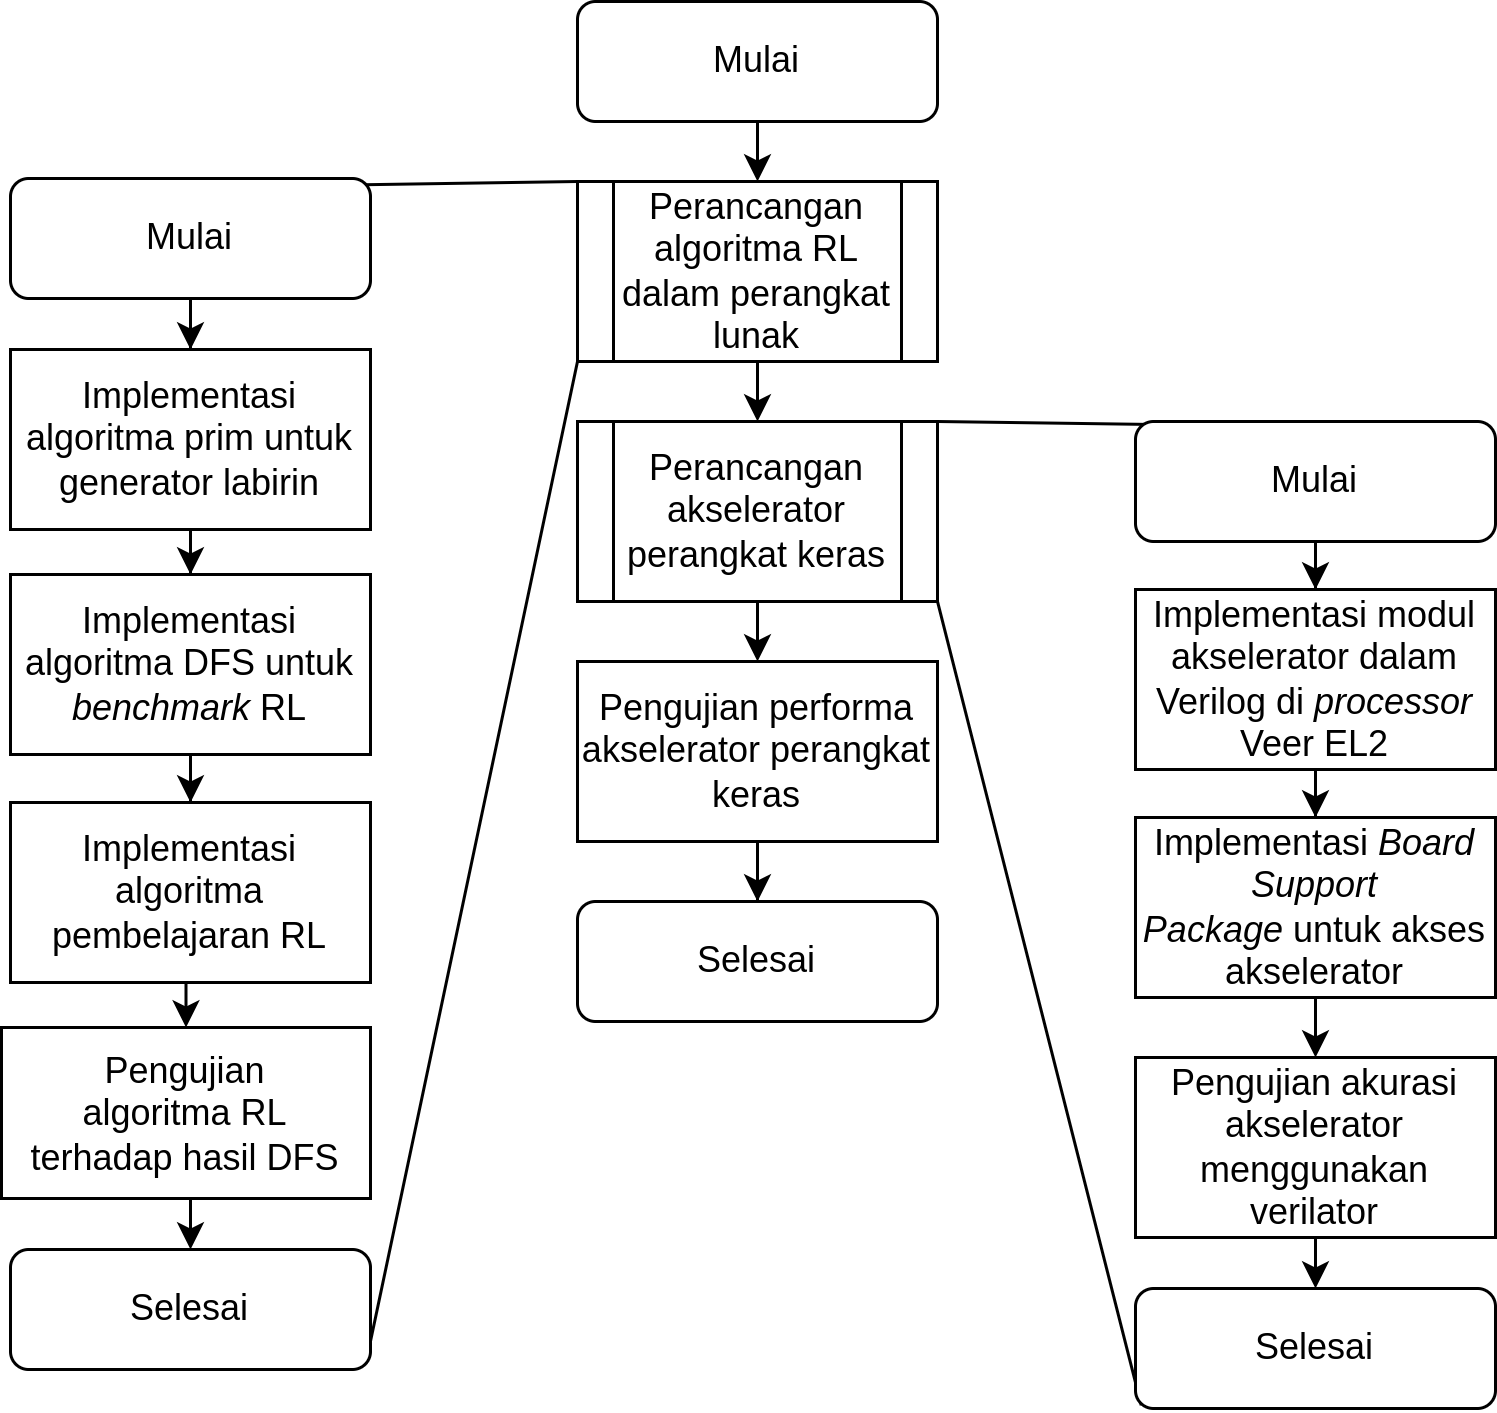 Mulai
Perancangan
algoritma RL
dalam perangkat
lunak
Perancangan
akselerator
perangkat keras
Pengujian performa
akselerator perangkat
keras
Selesai
Mulai
Implementasi
algoritma prim untuk
generator labirin
Implementasi
algoritma DFS untuk
benchmark RL
Implementasi
algoritma
pembelajaran RL
Pengujian
algoritma RL
terhadap hasil DFS
Selesai
Mulai
Implementasi modul
akselerator dalam
Verilog di processor
Veer EL2
Implementasi Board
Support
Package untuk akses
akselerator
Pengujian akurasi
akselerator
menggunakan
verilator
Selesai